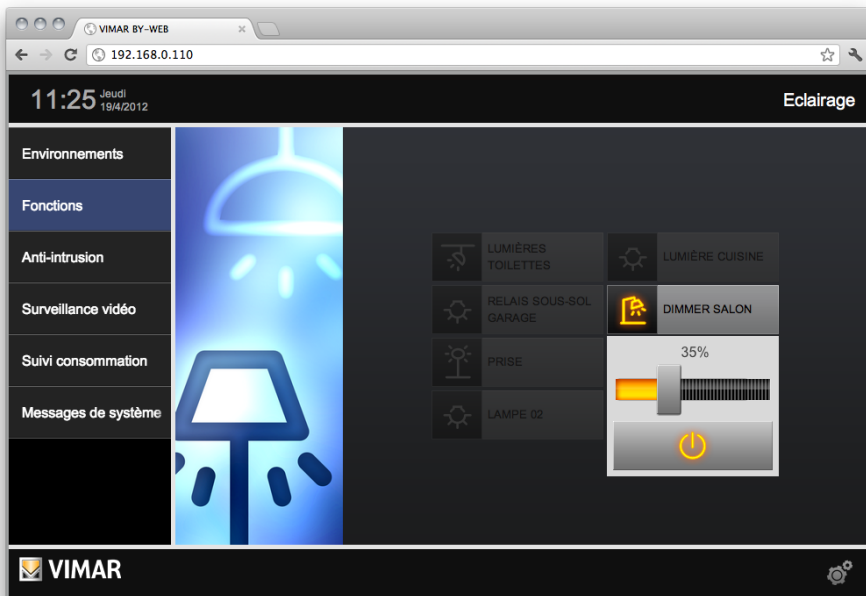 VIMAR BY-WEB
192.168.0.110
11:25 Jeudi
19/4/2012
Eclairage
Environnements
Fonctions
Anti-intrusion
Surveillance vidéo
Suivi consommation
Messages de système
LUMIÈRES
TOILETTES
LUMIÈRE CUISINE
RELAIS SOUS-SOL
GARAGE
DIMMER SALON
PRISE
35%
LAMPE 02
VIMAR